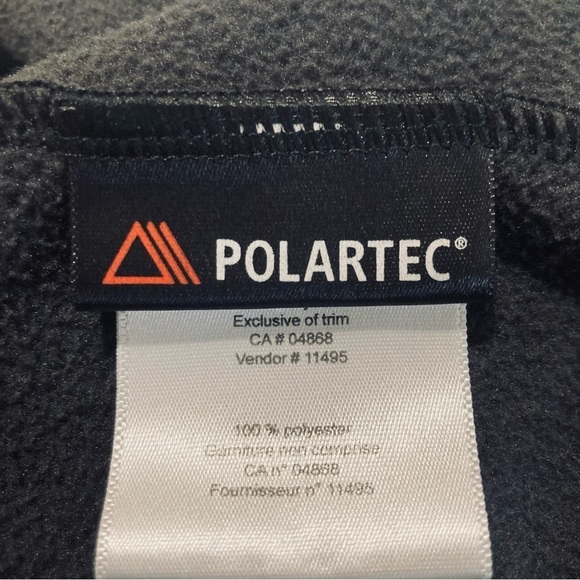 POLARTEC®
Exclusive of trim
CA # 04868
Vendor # 11495
100 % polyester
Garniture non comprise
CA n° 04868
Fournisseur n° 11495